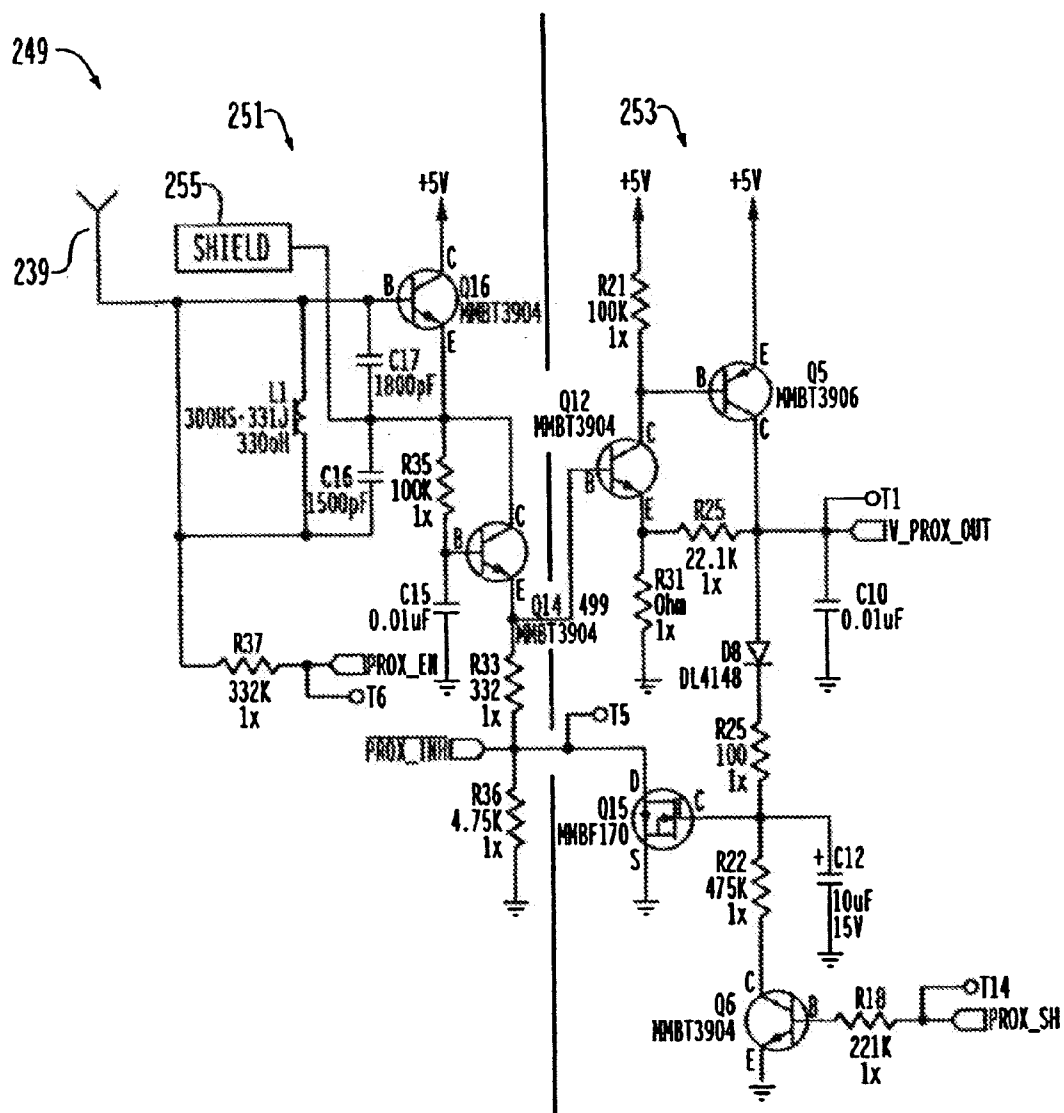 249
251
253
255
+5V
+5V
+5V
SHIELD
239
C
B
Q16
MMBT3904
E
R21
100K
1x
C17
1800pF
E
B
Q5
MMBT3906
C
L1
300HS-331J
Q12
MMBT3904
C
B
E
C16
1500pF
R35
100K
1x
C
B
E
T1
R25
22.1K
1x
V_PROX_OUT
R31
Ohm
1x
C15
0.01uF
Q14
499
MMBT3904
C10
0.01uF
R37
332K
1x
PROX_EN
T6
R33
332
1x
D8
DL4148
T5
PROX_INH
R25
100
1x
D
Q15
MMBF170
C
S
R36
4.75K
1x
R22
475K
1x
+
C12
10uF
15V
C
Q6
MMBT3904
B
E
R18
221K
1x
T14
PROX_SH